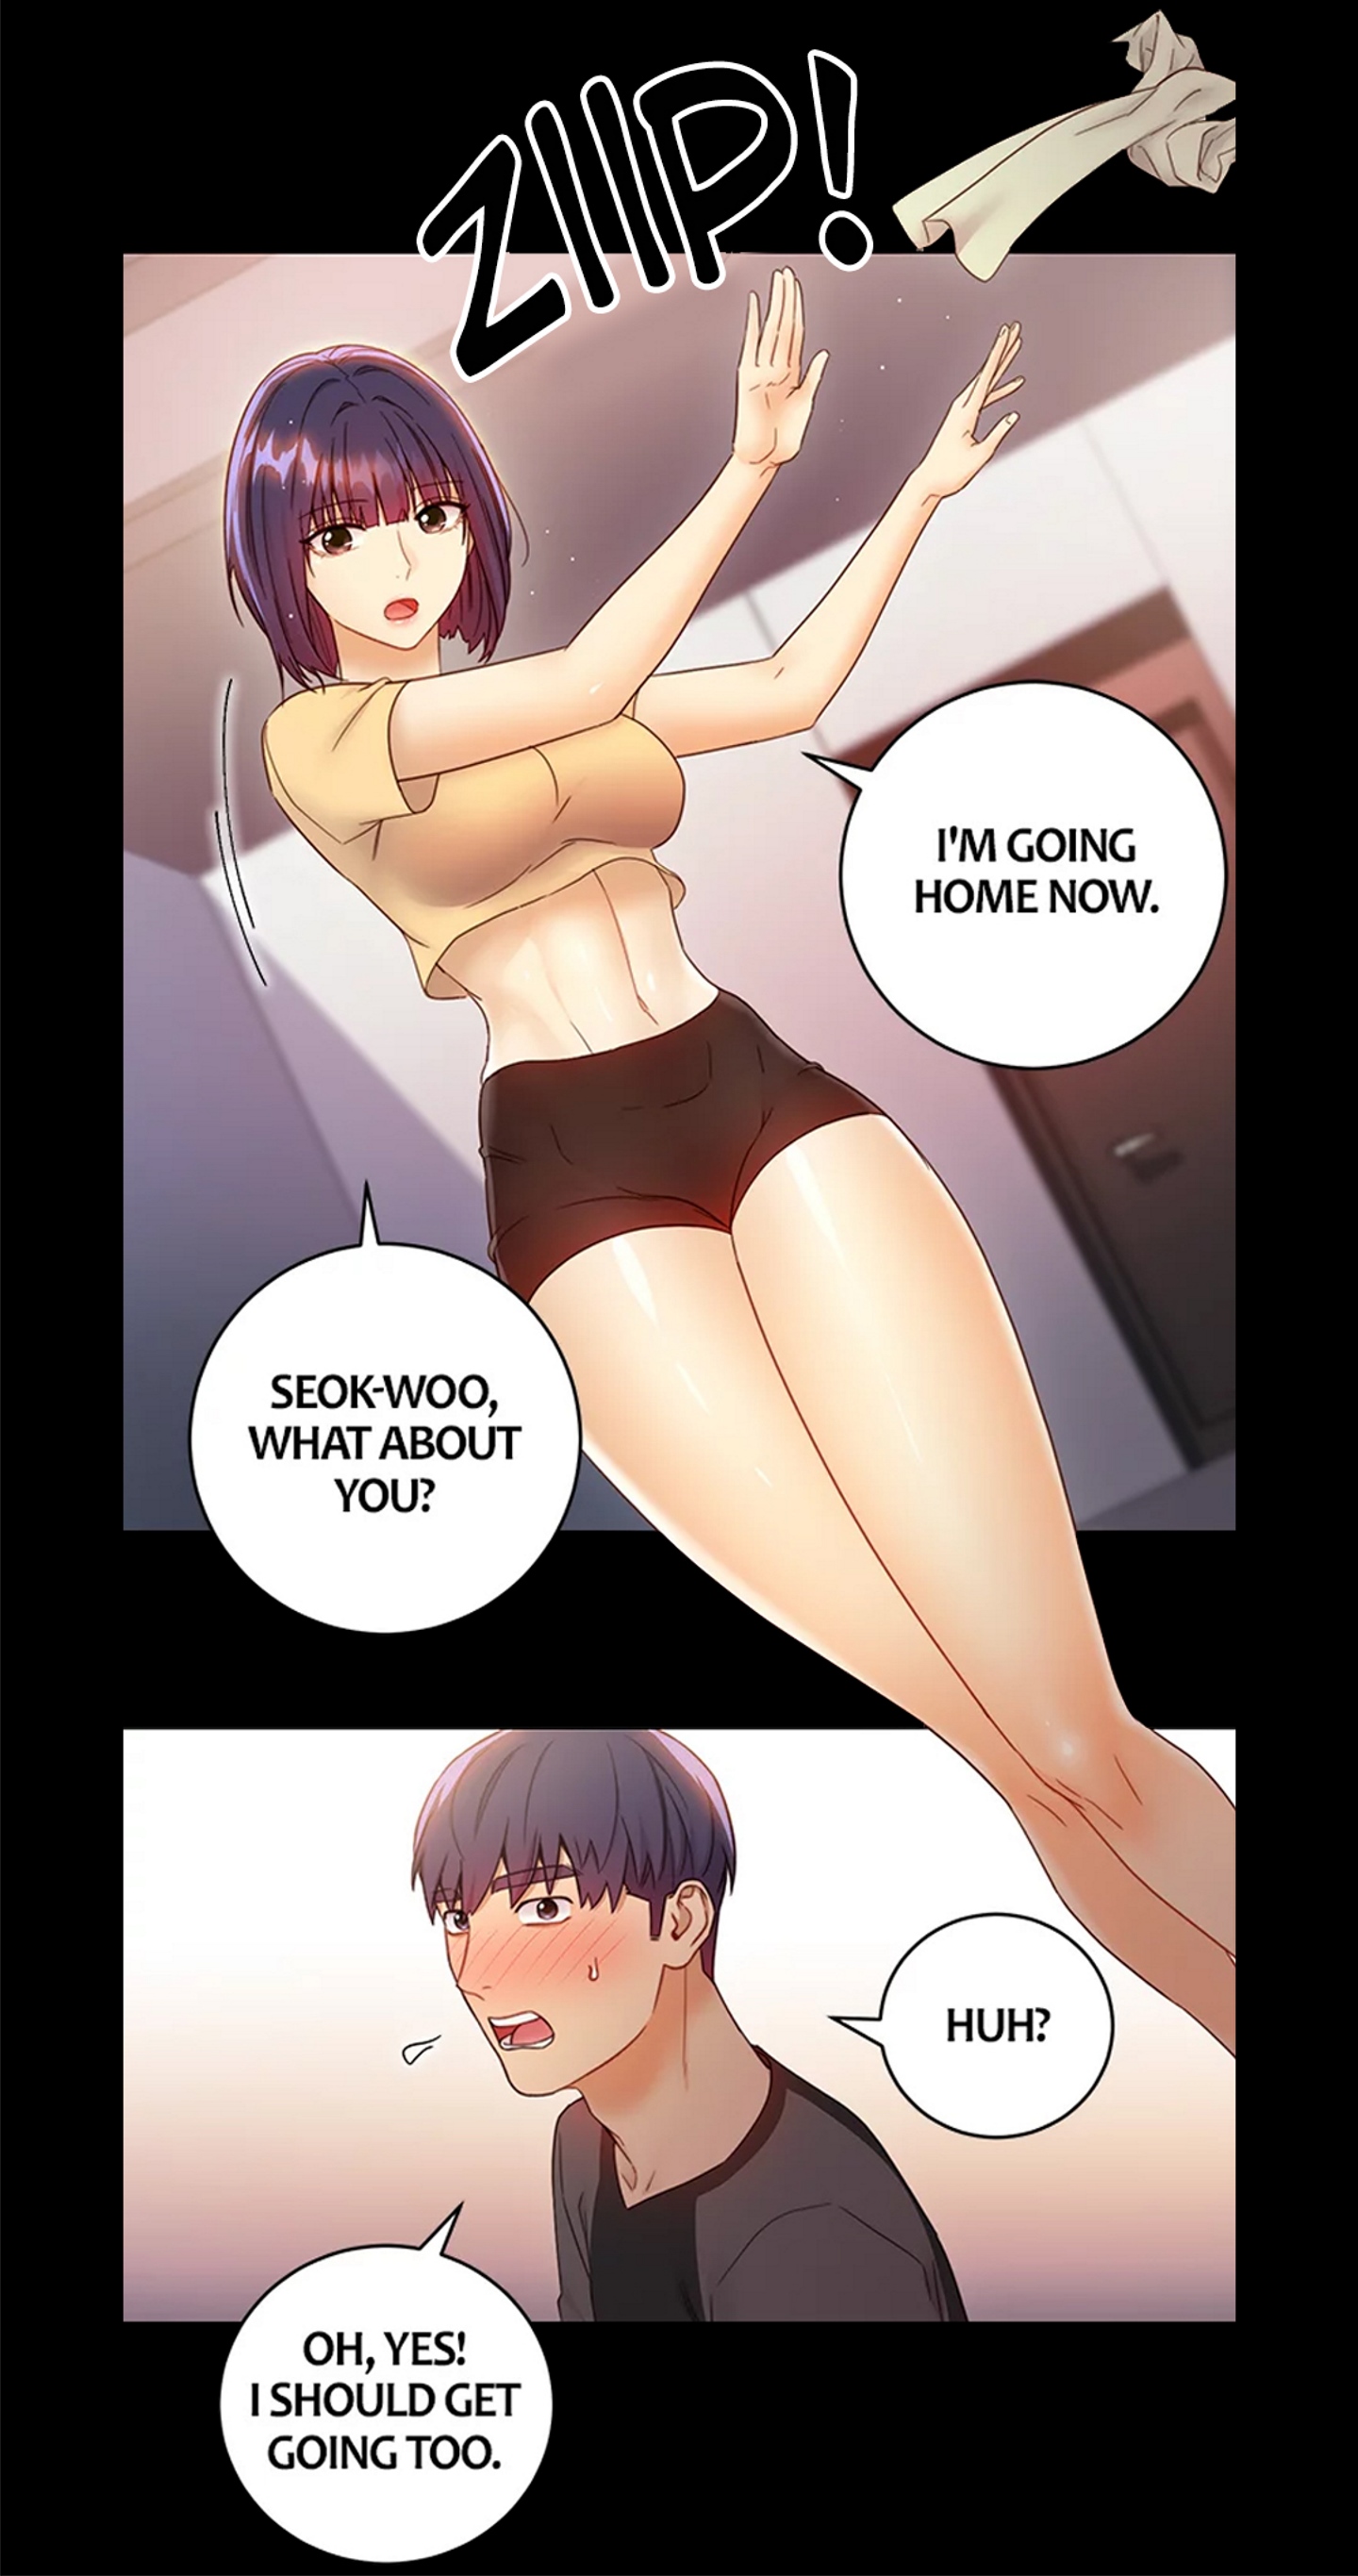 ZIIP!
I'M GOING
HOME NOW.
SEOK-WOO,
WHAT ABOUT
YOU?
HUH?
OH, YES!
I SHOULD GET
GOING TOO.